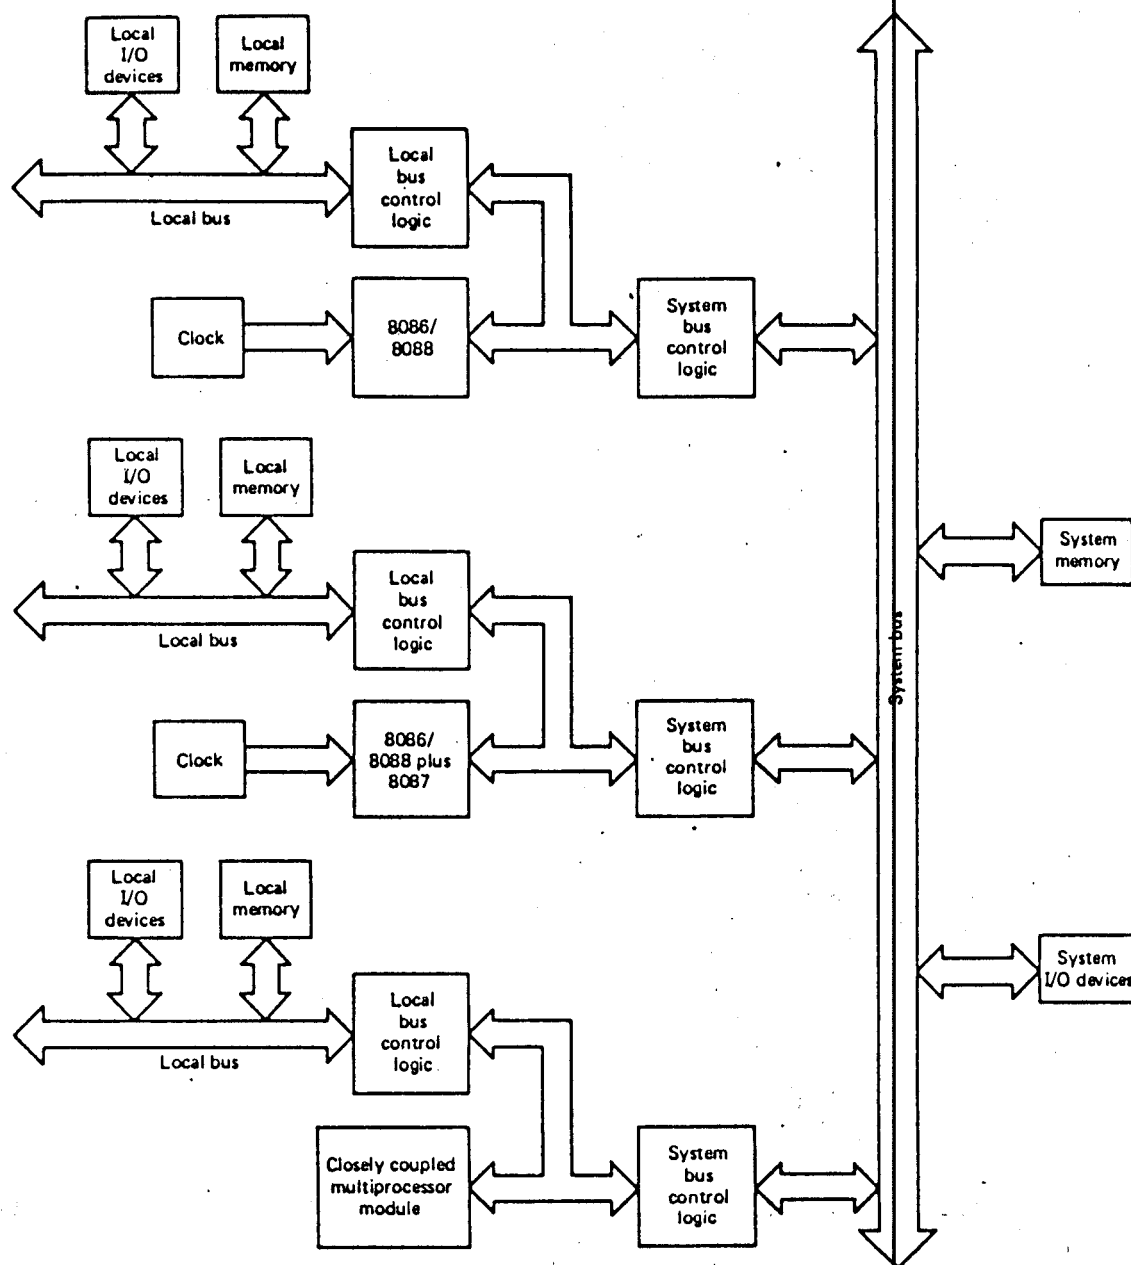 Local
I/O
devices
Local
memory
Local
bus
control
logic
Local bus
Clock
8086/
8088
System
bus
control
logic
Local
I/O
devices
Local
memory
Local
bus
control
logic
Local bus
Clock
8086/
8088 plus
8087
System
bus
control
logic
System bus
System
memory
Local
I/O
devices
Local
memory
Local
bus
control
logic
Local bus
Closely coupled
multiprocessor
module
System
bus
control
logic
System
I/O devices